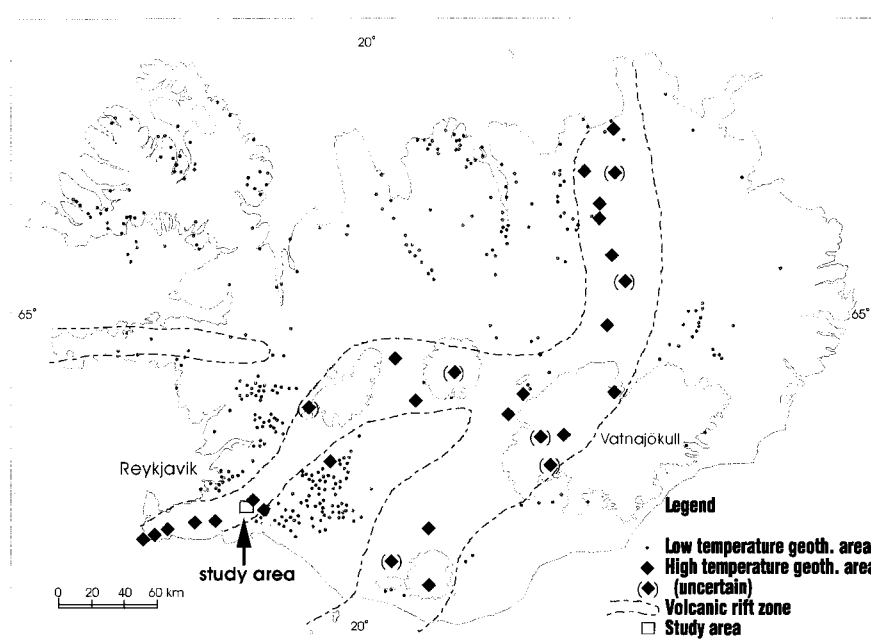 20°
65°
65°
Reykjavik
Vatnajökull
study area
0 20 40 60 km
20°
Legend
Low temperature geoth. area
High temperature geoth. area
(uncertain)
Volcanic rift zone
Study area